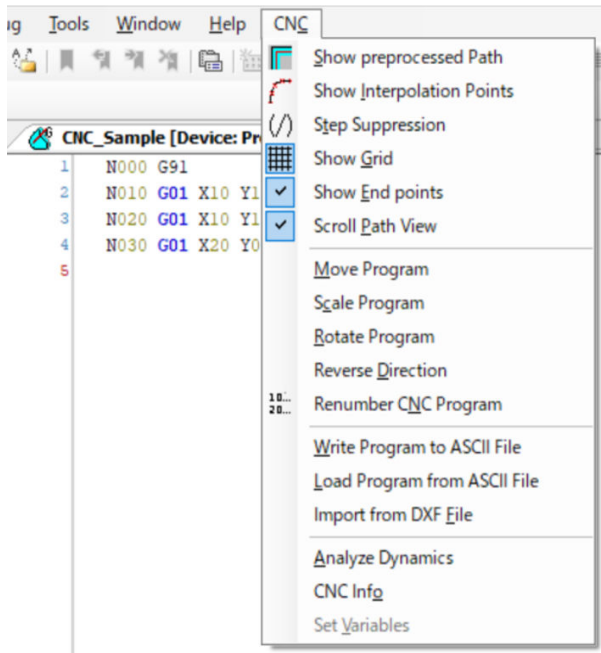 ug Tools Window Help CNC
CNC_Sample [Device: Pr
1 N000 G91
2 N010 G01 X10 Y1
3 N020 G01 X10 Y1
4 N030 G01 X20 Y0
5
Show preprocessed Path
Show Interpolation Points
(/) Step Suppression
Show Grid
Show End points
Scroll Path View
Move Program
Scale Program
Rotate Program
Reverse Direction
10... 20... Renumber CNC Program
Write Program to ASCII File
Load Program from ASCII File
Import from DXF File
Analyze Dynamics
CNC Info
Set Variables